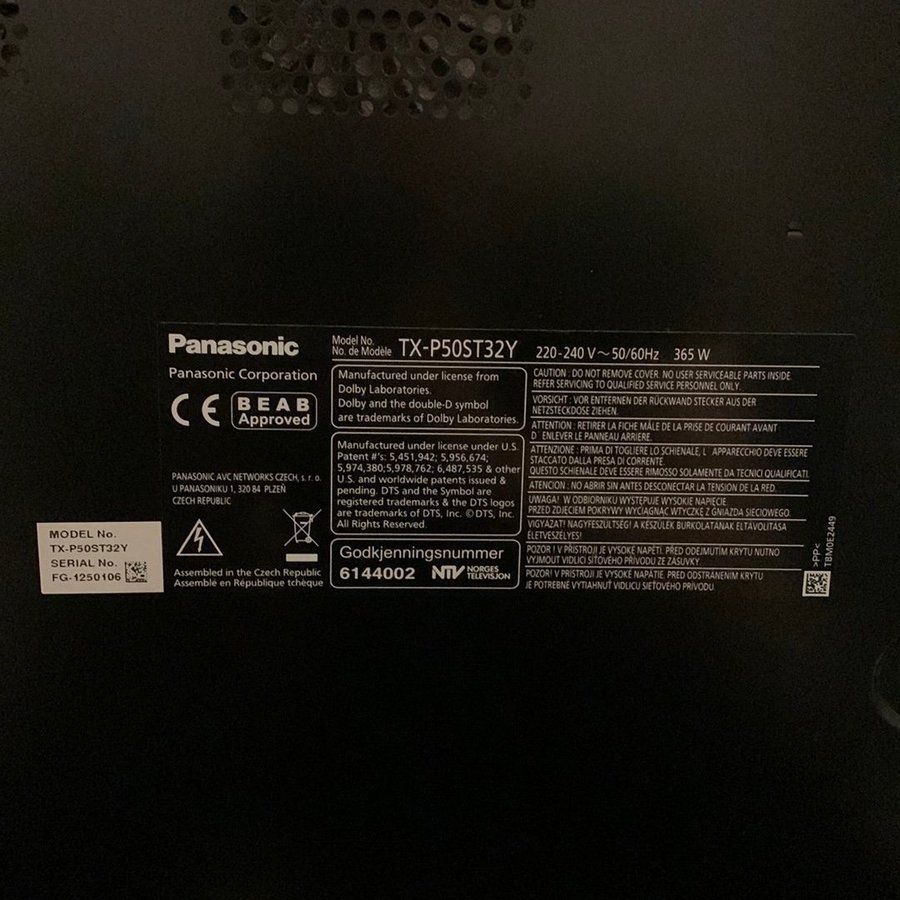 Panasonic
Panasonic Corporation
CE
BEAB
Approved
PANASONIC AVC NETWORKS CZECH, s. r. o.
U PANASONIKU 1, 320 84 PLZEŇ
CZECH REPUBLIC
Assembled in the Czech Republic
Assemblé en République tchèque
MODEL No.
TX-P50ST32Y
SERIAL No.
FG-1250106
Model No.
No. de Modèle TX-P50ST32Y 220-240 V~50/60Hz 365 W
Manufactured under license from
Dolby Laboratories.
Dolby and the double-D symbol
are trademarks of Dolby Laboratories.
Manufactured under license under U.S.
Patent #'s: 5,451,942; 5,956,674;
5,974,380;5,978,762; 6,487,535 & other
U.S. and worldwide patents issued &
pending. DTS and the Symbol are
registered trademarks & the DTS logos
are trademarks of DTS, Inc. © DTS, Inc.
All Rights Reserved.
Godkjenningsnummer
6144002 NTV NORGES
TELEVISJON
CAUTION : DO NOT REMOVE COVER. NO USER SERVICEABLE PARTS INSIDE.
REFER SERVICING TO QUALIFIED SERVICE PERSONNEL ONLY.
VORSICHT : VOR ENTFERNEN DER RÜCKWAND STECKER AUS DER
NETZSTECKDOSE ZIEHEN.
ATTENTION : RETIRER LA FICHE MÂLE DE LA PRISE DE COURANT AVANT
D' ENLEVER LE PANNEAU ARRIERE.
ATTENZIONE : PRIMA DI TOGLIERE LO SCHIENALE, L' APPARECCHIO DEVE ESSERE
STACCATO DALLA PRESA DI CORRENTE.
QUESTO SCHIENALE DEVE ESSERE RIMOSSO SOLAMENTE DA TECNICI QUALIFICATI.
ATENCION : NO ABRIR SIN ANTES DESCONECTAR LA TENSION DE LA RED.
UWAGA! W ODBIORNIKU WYSTĘPUJE WYSOKIE NAPIĘCIE.
PRZED ZDJĘCIEM POKRYWY WYCIĄGNĄĆ WTYCZKĘ Z GNIAZDA SIECIOWEGO.
VIGYÁZAT! NAGYFESZÜLTSÉG! A KÉSZÜLÉK BURKOLATÁNAK ELTÁVOLÍTÁSA
ÉLETVESZÉLYES!
POZOR ! V PŘÍSTROJI JE VYSOKÉ NAPĚTÍ. PŘED ODEJMUTÍM KRYTU NUTNO
VYJMOUT VIDLICI SÍŤOVÉHO PŘÍVODU ZE ZÁSUVKY.
POZOR! V PRÍSTROJI JE VYSOKÉ NAPÄTIE. PRED ODSTRÁNENÍM KRYTU
JE POTREBNÉ VYTIAHNUŤ VIDLICU SIEŤOVÉHO PRÍVODU.
>PP<
TBM0E2449